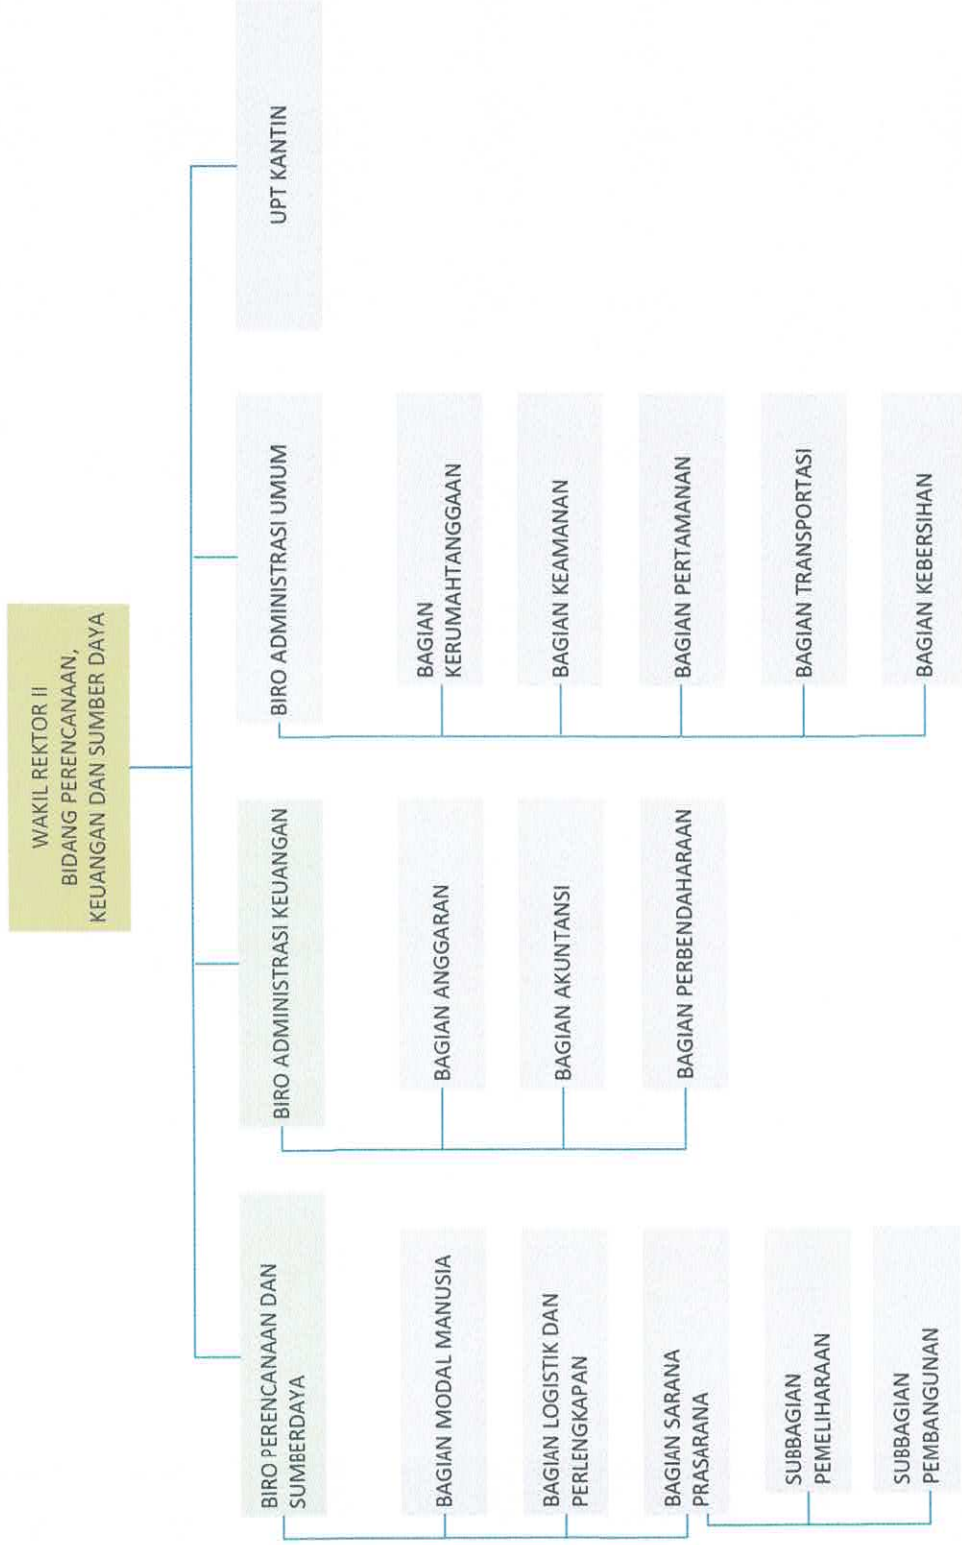 WAKIL REKTOR II
BIDANG PERENCANAAN,
KEUANGAN DAN SUMBER DAYA
BIRO PERENCANAAN DAN
SUMBERDAYA
BAGIAN MODAL MANUSIA
BAGIAN LOGISTIK DAN
PERLENGKAPAN
BAGIAN SARANA
PRASARANA
SUBBAGIAN
PEMELIHARAAN
SUBBAGIAN
PEMBANGUNAN
BIRO ADMINISTRASI KEUANGAN
BAGIAN ANGGARAN
BAGIAN AKUNTANSI
BAGIAN PERBENDAHARAAN
BIRO ADMINISTRASI UMUM
BAGIAN
KERUMAHTANGGAAN
BAGIAN KEAMANAN
BAGIAN PERTAMANAN
BAGIAN TRANSPORTASI
BAGIAN KEBERSIHAN
UPT KANTIN